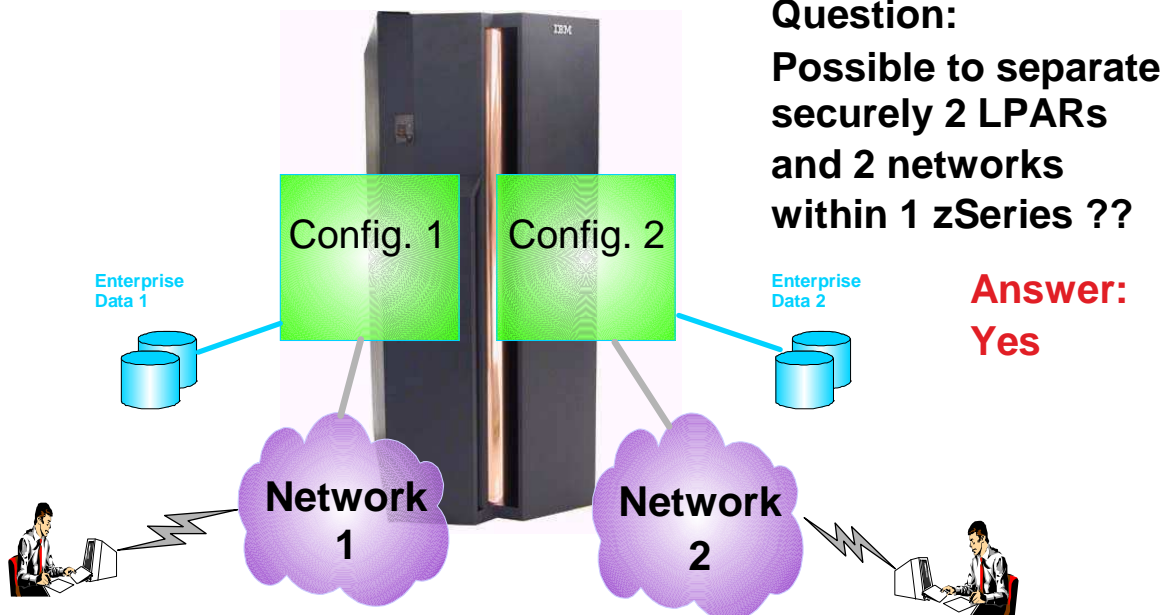 Question:
Possible to separate
securely 2 LPARs
and 2 networks
within 1 zSeries ??
Answer:
Yes
IBM
Config. 1
Config. 2
Enterprise
Data 1
Enterprise
Data 2
Network
1
Network
2